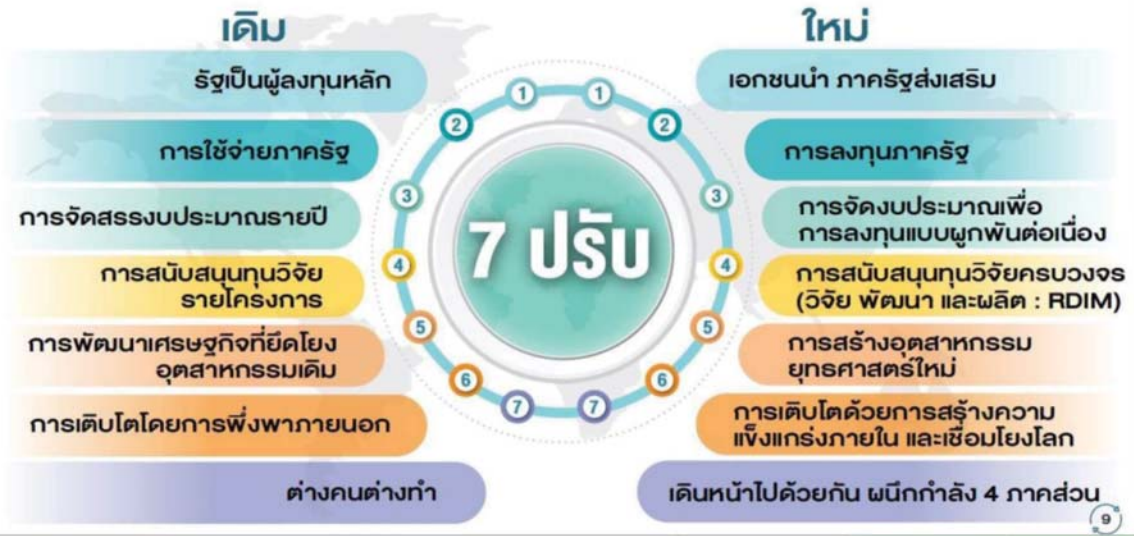 เดิม
ใหม่
รัฐเป็นผู้ลงทุนหลัก
1
1
เอกชนนำ ภาครัฐส่งเสริม
การใช้จ่ายภาครัฐ
2
2
การลงทุนภาครัฐ
การจัดสรรงบประมาณรายปี
3
3
การจัดงบประมาณเพื่อ
การลงทุนแบบผูกพันต่อเนื่อง
7 ปรับ
การสนับสนุนทุนวิจัย
รายโครงการ
4
4
การสนับสนุนทุนวิจัยครบวงจร
(วิจัย พัฒนา และผลิต : RDIM)
การพัฒนาเศรษฐกิจที่ยึดโยง
อุตสาหกรรมเดิม
5
5
การสร้างอุตสาหกรรม
ยุทธศาสตร์ใหม่
การเติบโตโดยการพึ่งพาภายนอก
6
6
การเติบโตด้วยการสร้างความ
แข็งแกร่งภายใน และเชื่อมโยงโลก
ต่างคนต่างทำ
7
7
เดินหน้าไปด้วยกัน ผนึกกำลัง 4 ภาคส่วน
9